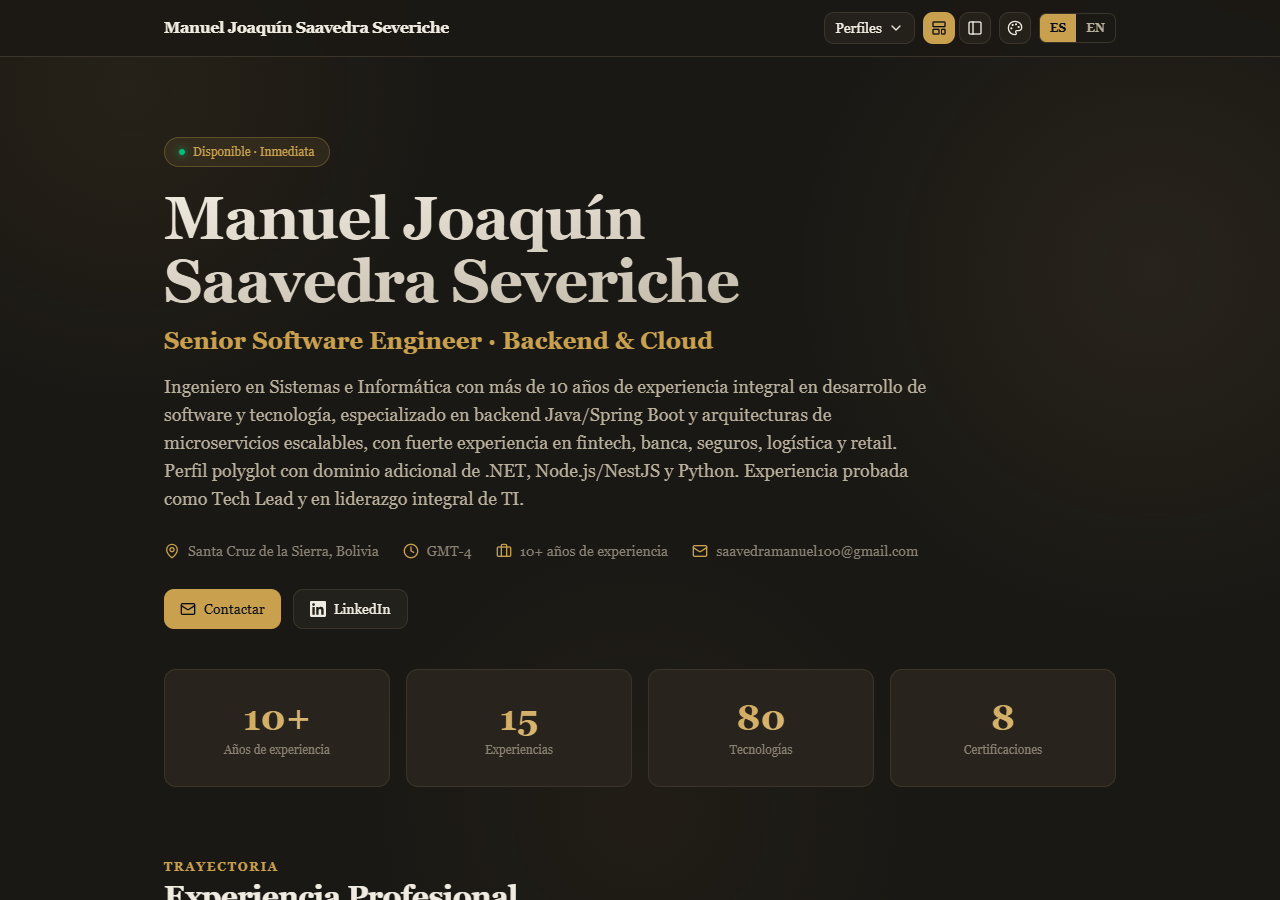 Manuel Joaquín Saavedra Severiche
Perfiles
ES
EN
Disponible · Inmediata
Manuel Joaquín
Saavedra Severiche
Senior Software Engineer · Backend & Cloud
Ingeniero en Sistemas e Informática con más de 10 años de experiencia integral en desarrollo de
software y tecnología, especializado en backend Java/Spring Boot y arquitecturas de
microservicios escalables, con fuerte experiencia en fintech, banca, seguros, logística y retail.
Perfil polyglot con dominio adicional de .NET, Node.js/NestJS y Python. Experiencia probada
como Tech Lead y en liderazgo integral de TI.
Santa Cruz de la Sierra, Bolivia
GMT-4
10+ años de experiencia
saavedramanuel100@gmail.com
Contactar
LinkedIn
10+
Años de experiencia
15
Experiencias
80
Tecnologías
8
Certificaciones
TRAYECTORIA
Experiencia Profesional